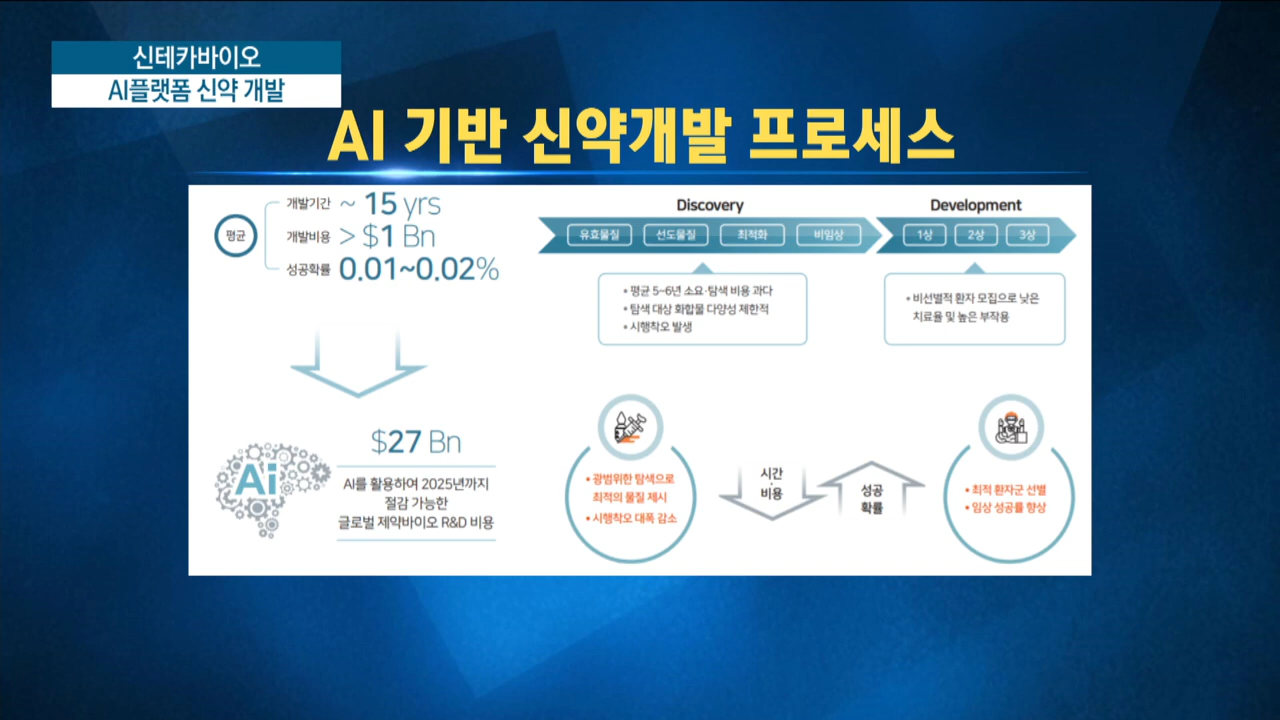 신테카바이오
AI플랫폼 신약 개발
AI 기반 신약개발 프로세스
평균
개발기간 ~ 15 yrs
개발비용 > $1 Bn
성공확률 0.01~0.02%
Discovery
유효물질 선도물질 최적화 비임상
• 평균 5~6년 소요·탐색 비용 과다
• 탐색 대상 화합물 다양성 제한적
• 시행착오 발생
Development
1상 2상 3상
• 비선별적 환자 모집으로 낮은
치료율 및 높은 부작용
Ai
$27 Bn
AI를 활용하여 2025년까지
절감 가능한
글로벌 제약바이오 R&D 비용
• 광범위한 탐색으로
최적의 물질 제시
• 시행착오 대폭 감소
시간
·
비용
성공
확률
• 최적 환자군 선별
• 임상 성공률 향상